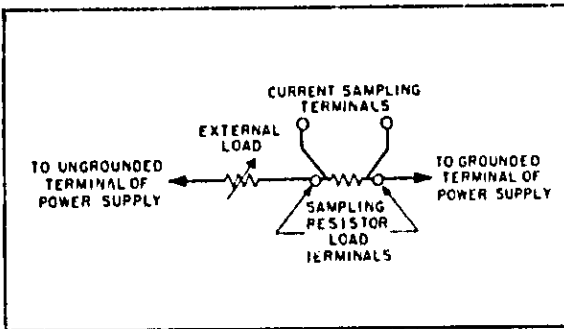 CURRENT SAMPLING
TERMINALS
EXTERNAL
LOAD
TO UNGROUNDED
TERMINAL OF
POWER SUPPLY
TO GROUNDED
TERMINAL OF
POWER SUPPLY
SAMPLING
RESISTOR
LOAD
TERMINALS